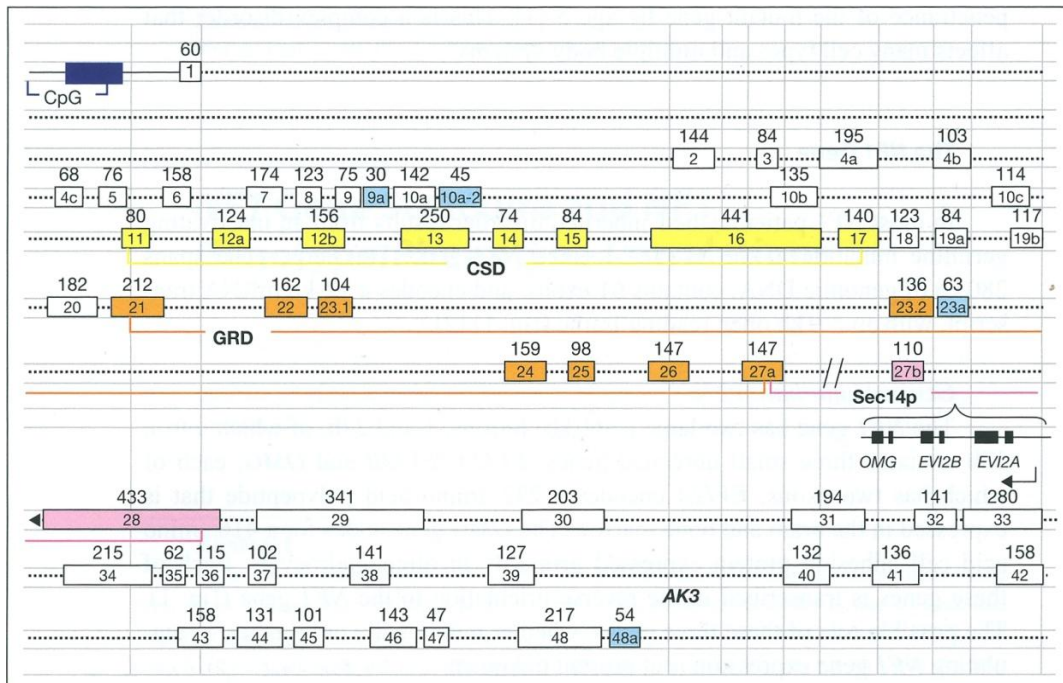 60
1
CpG
144 84 195 103
2 3 4a 4b
68 76 158 174 123 75 30 142 45 135 114
4c 5 6 7 8 9 9a 10a 10a-2 10b 10c
80 124 156 250 74 84 441 140 123 84 117
11 12a 12b 13 14 15 16 17 18 19a 19b
CSD
182 212 162 104 136 63
20 21 22 23.1 23.2 23a
GRD
159 98 147 147 110
24 25 26 27a // 27b
Sec14p
OMG EVI2B EVI2A
433 341 203 194 141 280
28 29 30 31 32 33
215 62 115 102 141 127 132 136 158
34 35 36 37 38 39 40 41 42
AK3
158 131 101 143 47 217 54
43 44 45 46 47 48 48a